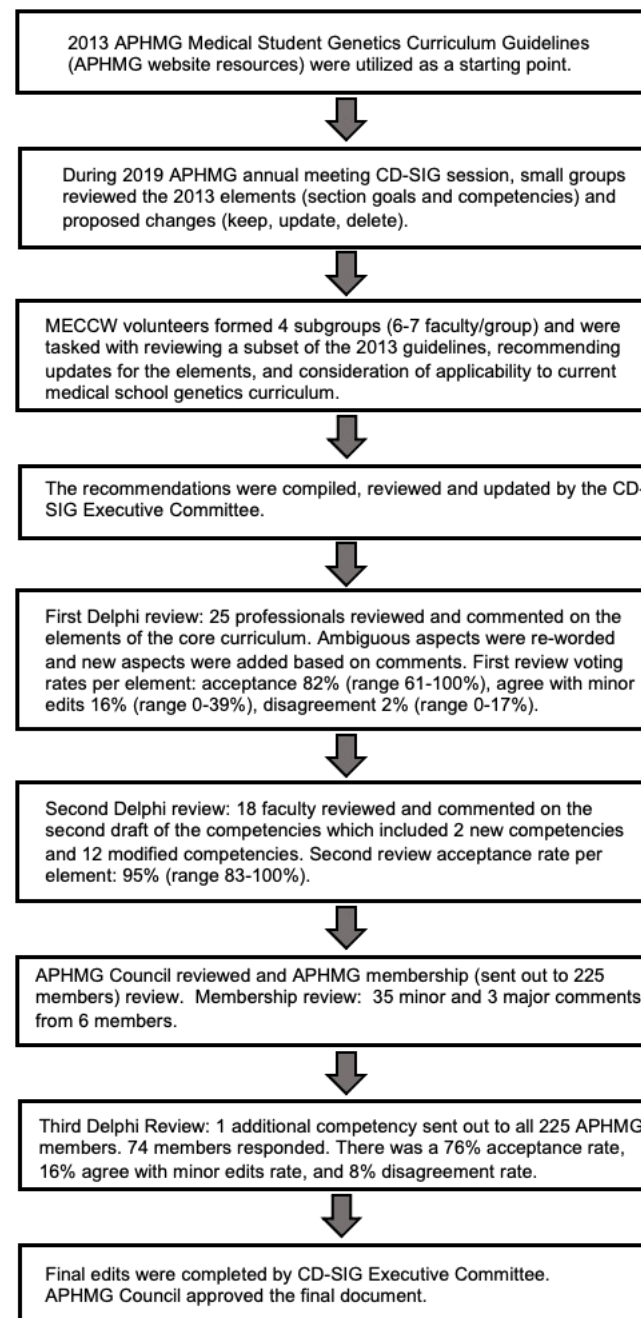 2013 APHMG Medical Student Genetics Curriculum Guidelines
(APHMG website resources) were utilized as a starting point.
During 2019 APHMG annual meeting CD-SIG session, small groups
reviewed the 2013 elements (section goals and competencies) and
proposed changes (keep, update, delete).
MECCW volunteers formed 4 subgroups (6-7 faculty/group) and were
tasked with reviewing a subset of the 2013 guidelines, recommending
updates for the elements, and consideration of applicability to current
medical school genetics curriculum.
The recommendations were compiled, reviewed and updated by the CD-
SIG Executive Committee.
First Delphi review: 25 professionals reviewed and commented on the
elements of the core curriculum. Ambiguous aspects were re-worded
and new aspects were added based on comments. First review voting
rates per element: acceptance 82% (range 61-100%), agree with minor
edits 16% (range 0-39%), disagreement 2% (range 0-17%).
Second Delphi review: 18 faculty reviewed and commented on the
second draft of the competencies which included 2 new competencies
and 12 modified competencies. Second review acceptance rate per
element: 95% (range 83-100%).
APHMG Council reviewed and APHMG membership (sent out to 225
members) review.  Membership review:  35 minor and 3 major comments
from 6 members.
Third Delphi Review: 1 additional competency sent out to all 225 APHMG
members. 74 members responded. There was a 76% acceptance rate,
16% agree with minor edits rate, and 8% disagreement rate.
Final edits were completed by CD-SIG Executive Committee.
APHMG Council approved the final document.